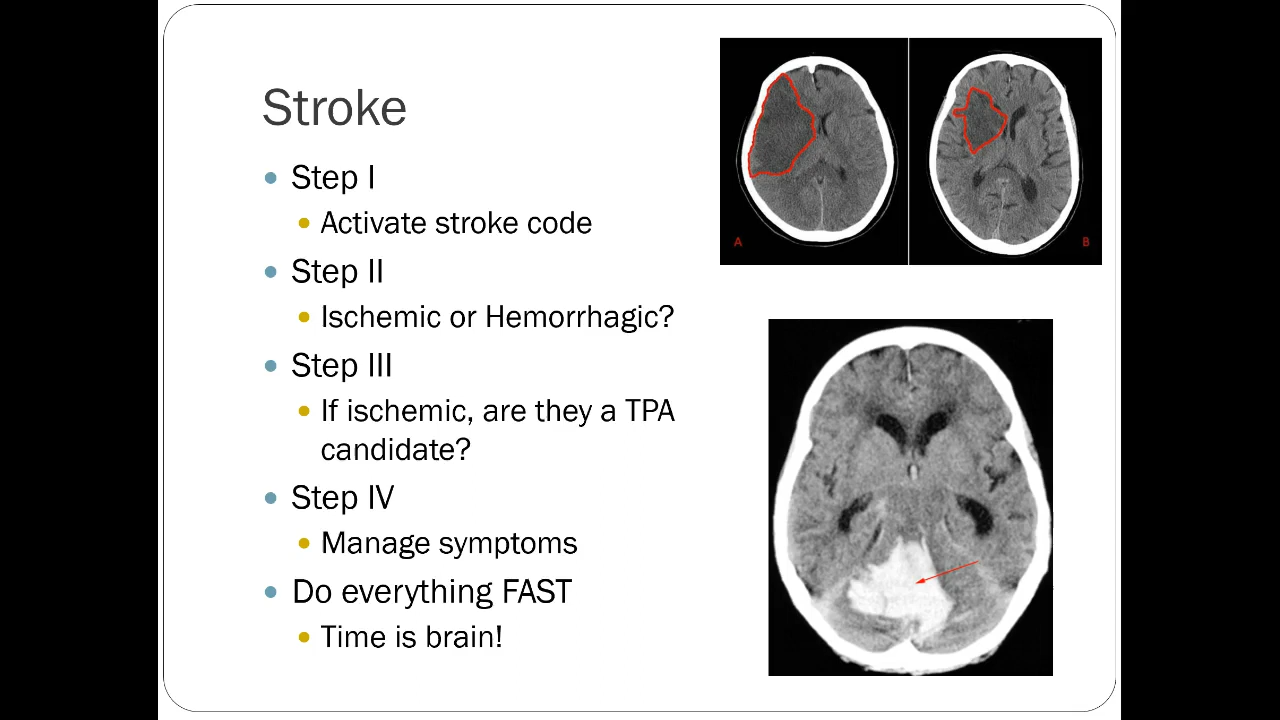 Stroke
Step I
Activate stroke code
Step II
Ischemic or Hemorrhagic?
Step III
If ischemic, are they a TPA
candidate?
Step IV
Manage symptoms
Do everything FAST
Time is brain!
A
B